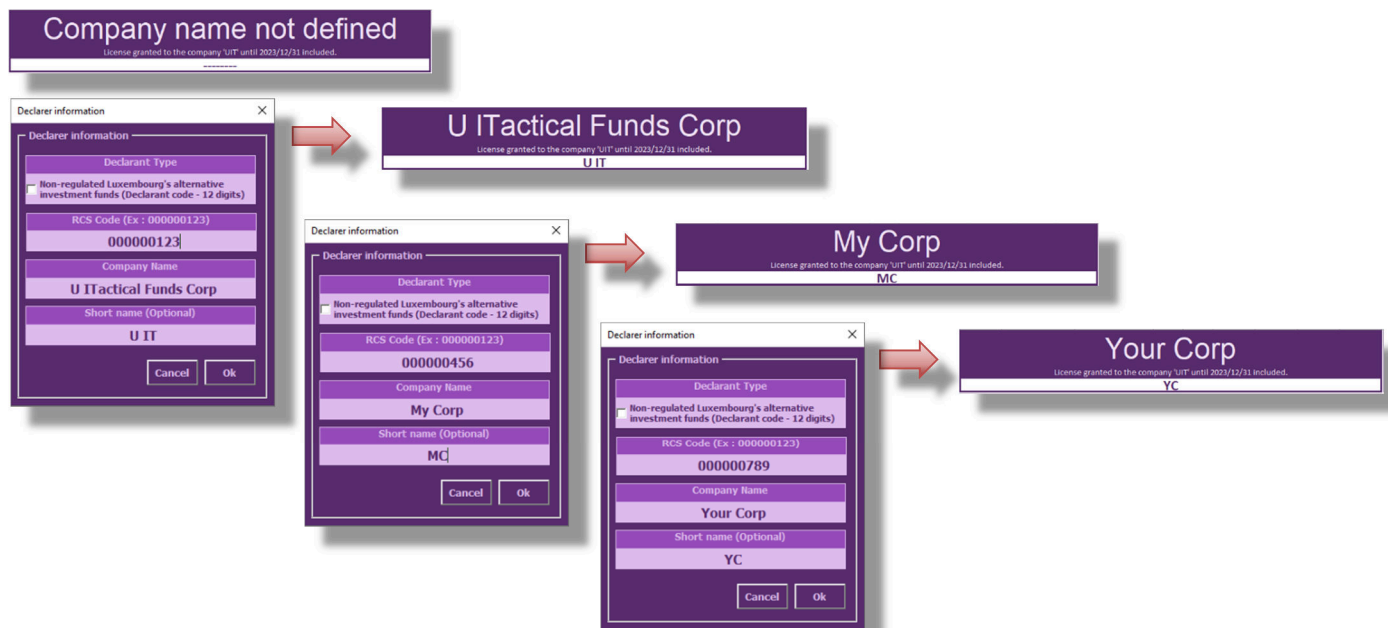 Company name not defined
License granted to the company 'UIT' until 2023/12/31 included.
--------
Declarer information
Declarer information
Declarant Type
Non-regulated Luxembourg's alternative
investment funds (Declarant code - 12 digits)
RCS Code (Ex : 000000123)
000000123
Company Name
U ITactical Funds Corp
Short name (Optional)
U IT
Cancel
Ok
U ITactical Funds Corp
License granted to the company 'UIT' until 2023/12/31 included.
U IT
Declarer information
Declarer information
Declarant Type
Non-regulated Luxembourg's alternative
investment funds (Declarant code - 12 digits)
RCS Code (Ex : 000000123)
000000456
Company Name
My Corp
Short name (Optional)
MC
Cancel
Ok
My Corp
License granted to the company 'UIT' until 2023/12/31 included.
MC
Declarer information
Declarer information
Declarant Type
Non-regulated Luxembourg's alternative
investment funds (Declarant code - 12 digits)
RCS Code (Ex : 000000123)
000000789
Company Name
Your Corp
Short name (Optional)
YC
Cancel
Ok
Your Corp
License granted to the company 'UIT' until 2023/12/31 included.
YC